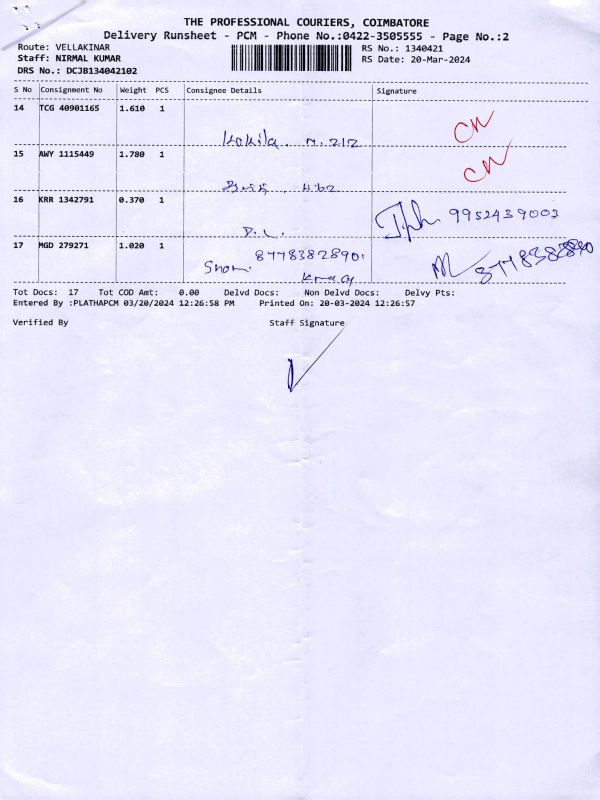 THE PROFESSIONAL COURIERS, COIMBATORE
Delivery Runsheet - PCM - Phone No.:0422-3505555 - Page No.:2
Route: VELLAKINAR RS No.: 1340421
Staff: NIRMAL KUMAR RS Date: 20-Mar-2024
DRS No.: DCJB134042102
S No Consignment No Weight PCS Consignee Details Signature
14 TCG 40901165 1.610 1
Kokila. M. 212 CN
15 AWY 1115449 1.780 1
CN
16 KRR 1342791 0.370 1
9952439003
D.L.
17 MGD 279271 1.020 1
8778382890
Tot Docs: 17 Tot COD Amt: 0.00 Delvd Docs: Non Delvd Docs: Delvy Pts:
Entered By :PLATHAPCM 03/20/2024 12:26:58 PM Printed On: 20-03-2024 12:26:57
Verified By Staff Signature